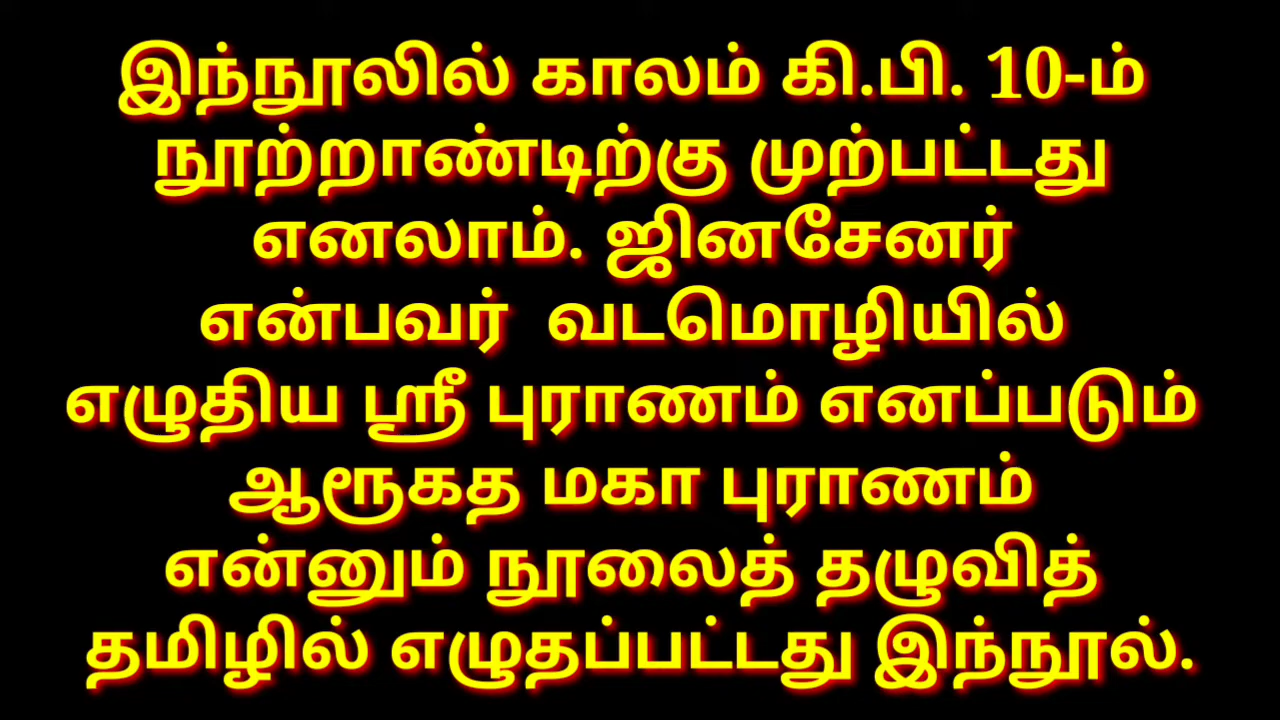 இந்நூலில் காலம் கி.பி. 10-ம்
நூற்றாண்டிற்கு முற்பட்டது
எனலாம். ஜினசேனர்
என்பவர் வடமொழியில்
எழுதிய ஸ்ரீ புராணம் எனப்படும்
ஆரூகத மகா புராணம்
என்னும் நூலைத் தழுவித்
தமிழில் எழுதப்பட்டது இந்நூல்.